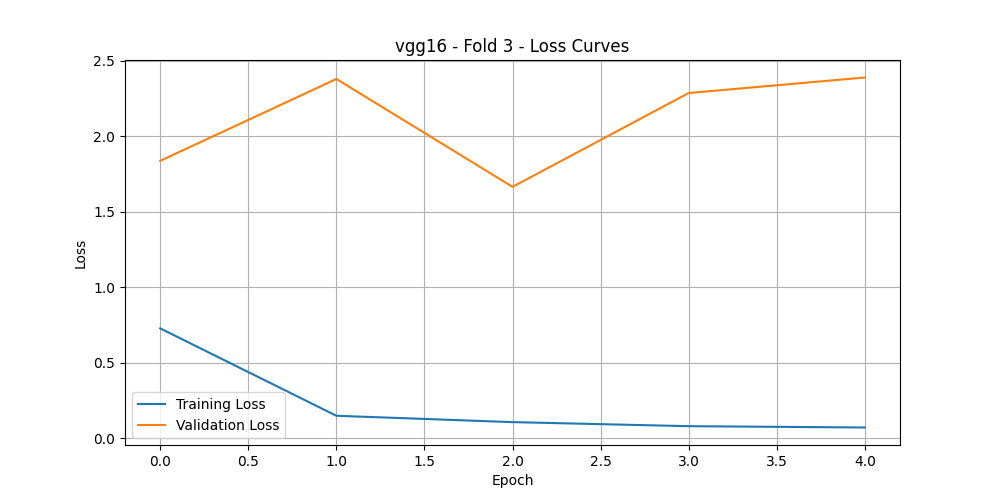 vgg16 - Fold 3 - Loss Curves
2.5
2.0
1.5
1.0
0.5
0.0
Loss
Training Loss
Validation Loss
0.0 0.5 1.0 1.5 2.0 2.5 3.0 3.5 4.0
Epoch